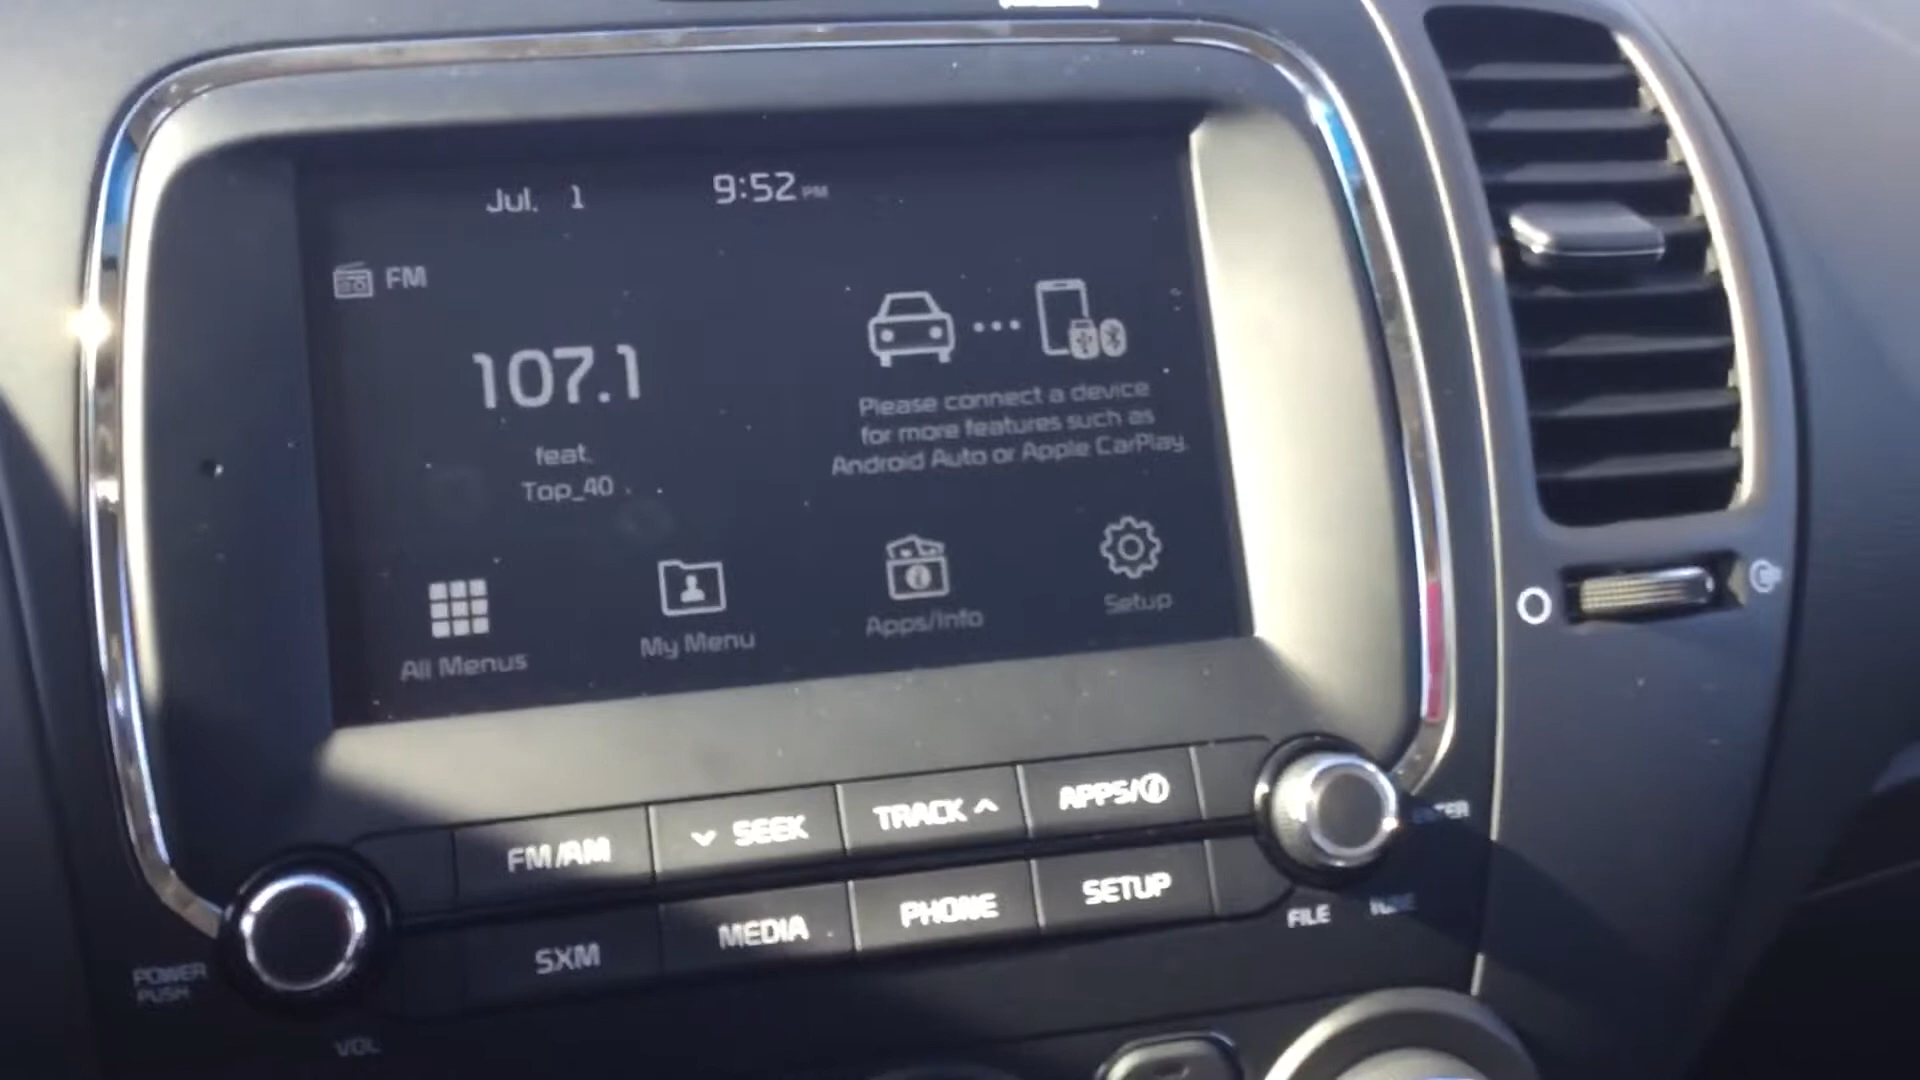 Jul. 1 9:52 PM
FM
107.1
feat.
Top_40
Please connect a device
for more features such as
Android Auto or Apple CarPlay.
All Menus
My Menu
Apps/Info
Setup
FM/AM
SEEK
TRACK
APPS/i
SXM
MEDIA
PHONE
SETUP
ENTER
FILE
TUNE
POWER
PUSH
VOL